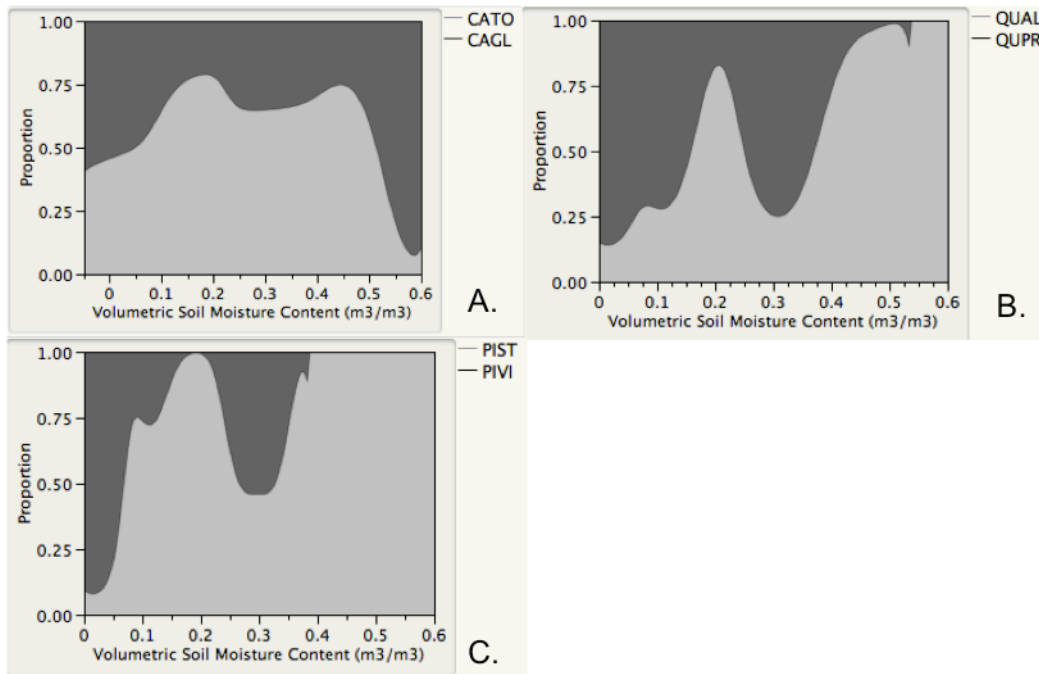 1.00
0.75
0.50
0.25
0.00
Proportion
0 0.1 0.2 0.3 0.4 0.5 0.6
Volumetric Soil Moisture Content (m3/m3)
CATO
CAGL
A.
1.00
0.75
0.50
0.25
0.00
Proportion
0 0.1 0.2 0.3 0.4 0.5 0.6
Volumetric Soil Moisture Content (m3/m3)
QUAL
QUPR
B.
1.00
0.75
0.50
0.25
0.00
Proportion
0 0.1 0.2 0.3 0.4 0.5 0.6
Volumetric Soil Moisture Content (m3/m3)
PIST
PIVI
C.